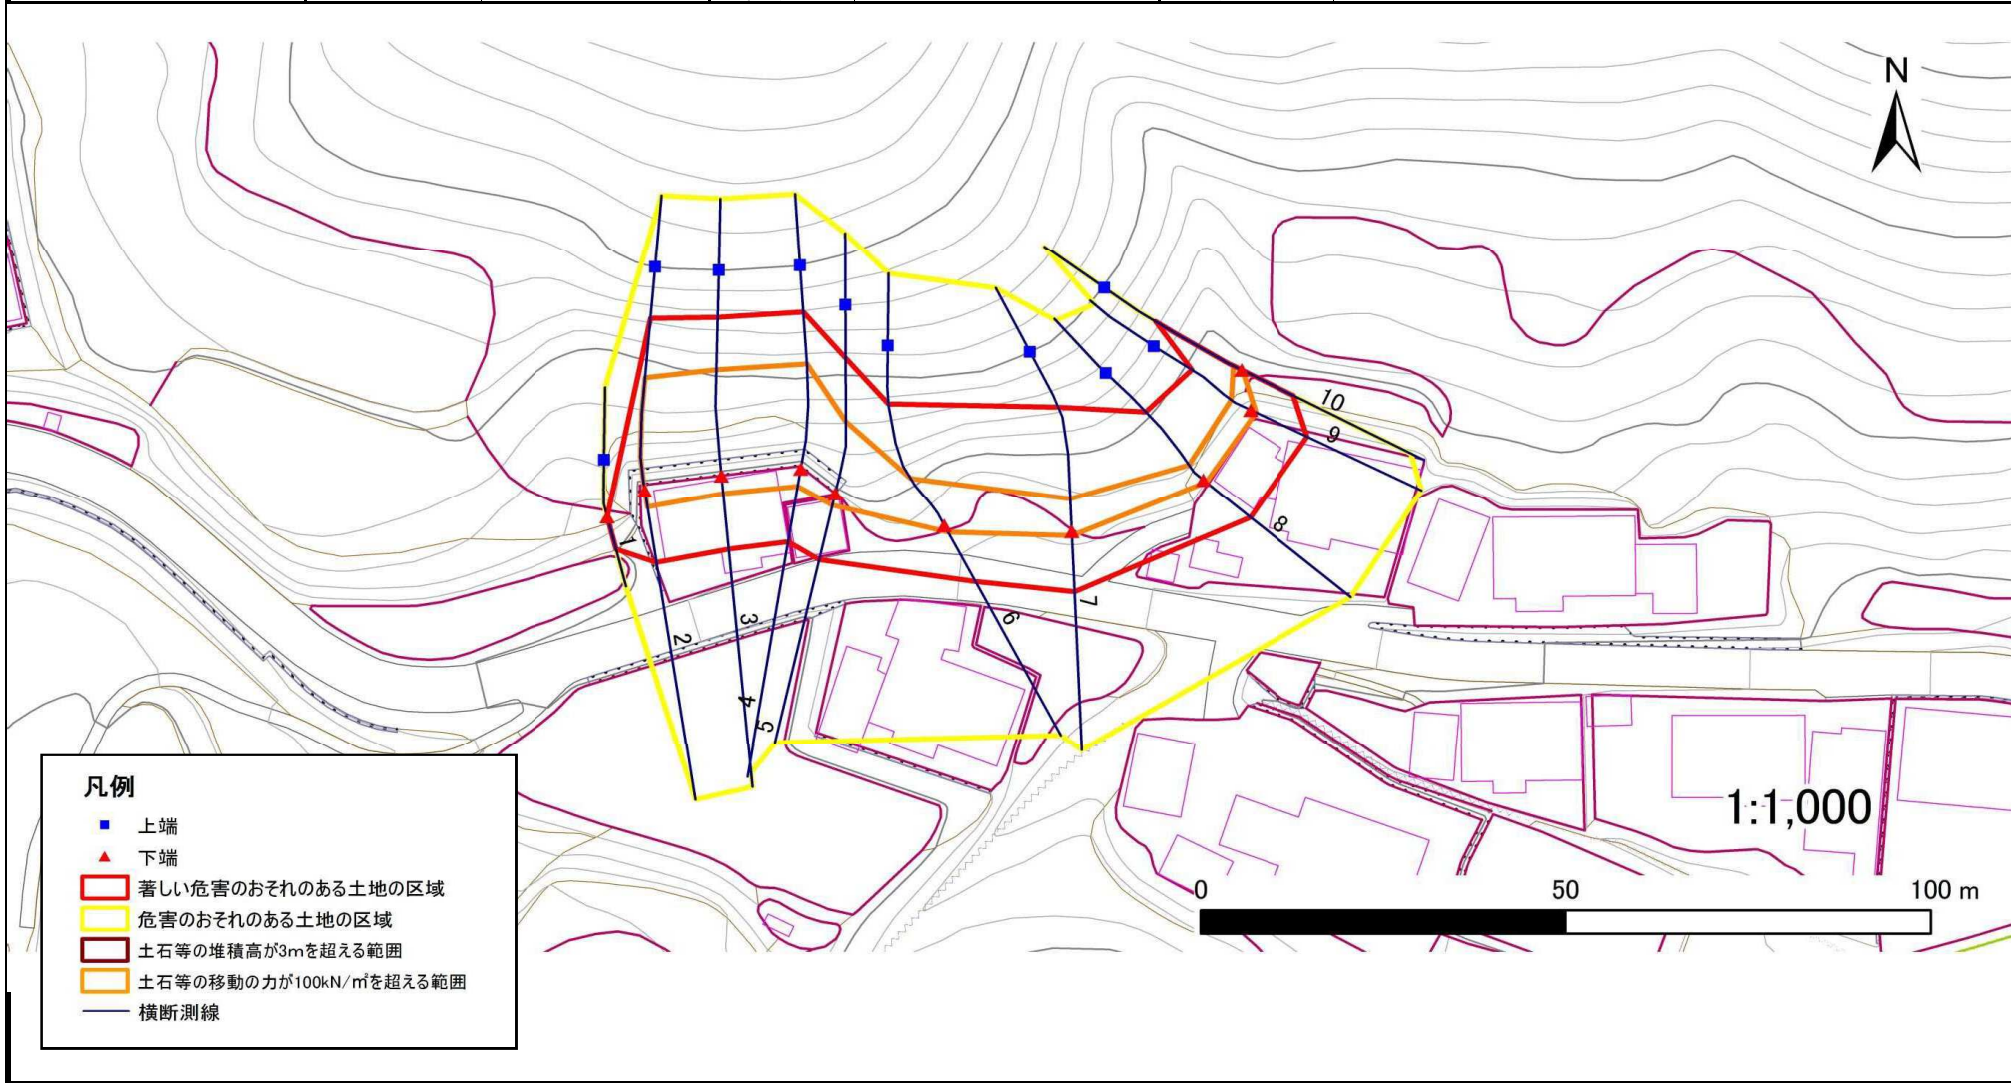 N
10
9
8
1
7
6
3
2
4
5
凡例
上端
下端
著しい危害のおそれのある土地の区域
危害のおそれのある土地の区域
土石等の堆積高が3mを超える範囲
土石等の移動の力が100kN/㎡を超える範囲
横断測線
1:1,000
0 50 100 m